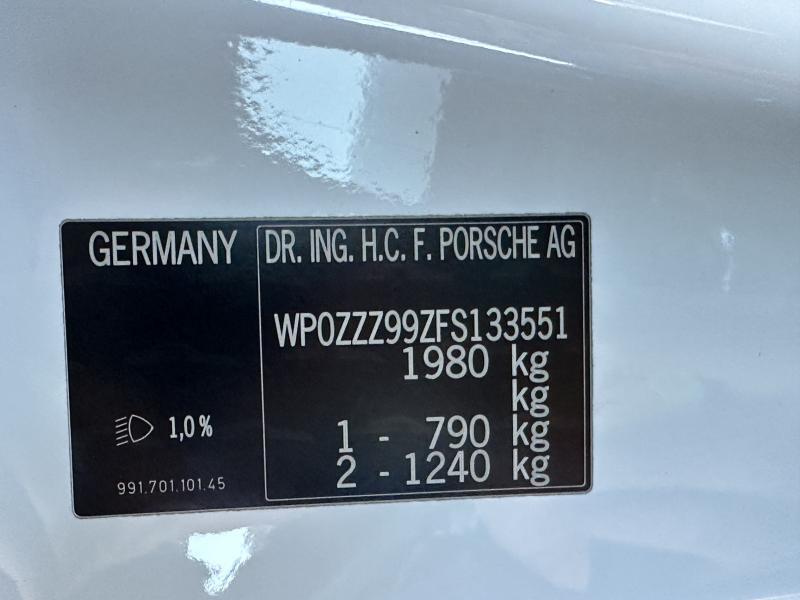 GERMANY
DR. ING. H.C. F. PORSCHE AG
WP0ZZZ99ZFS133551
1980 kg
kg
1 - 790 kg
2 - 1240 kg
1,0%
991.701.101.45